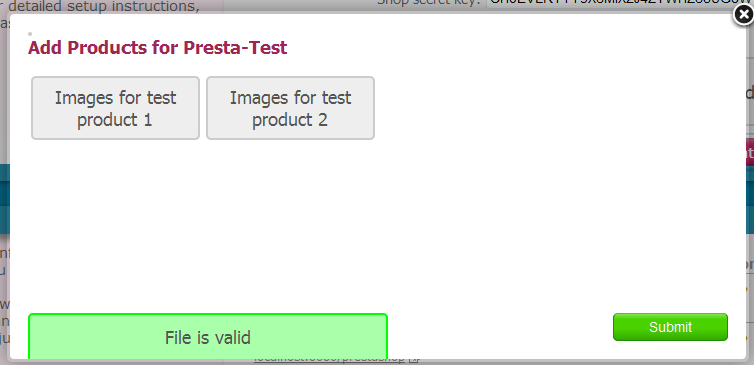 r detailed setup instructions,
Shop secret key:
Add Products for Presta-Test
Images for test
product 1
Images for test
product 2
File is valid
Submit